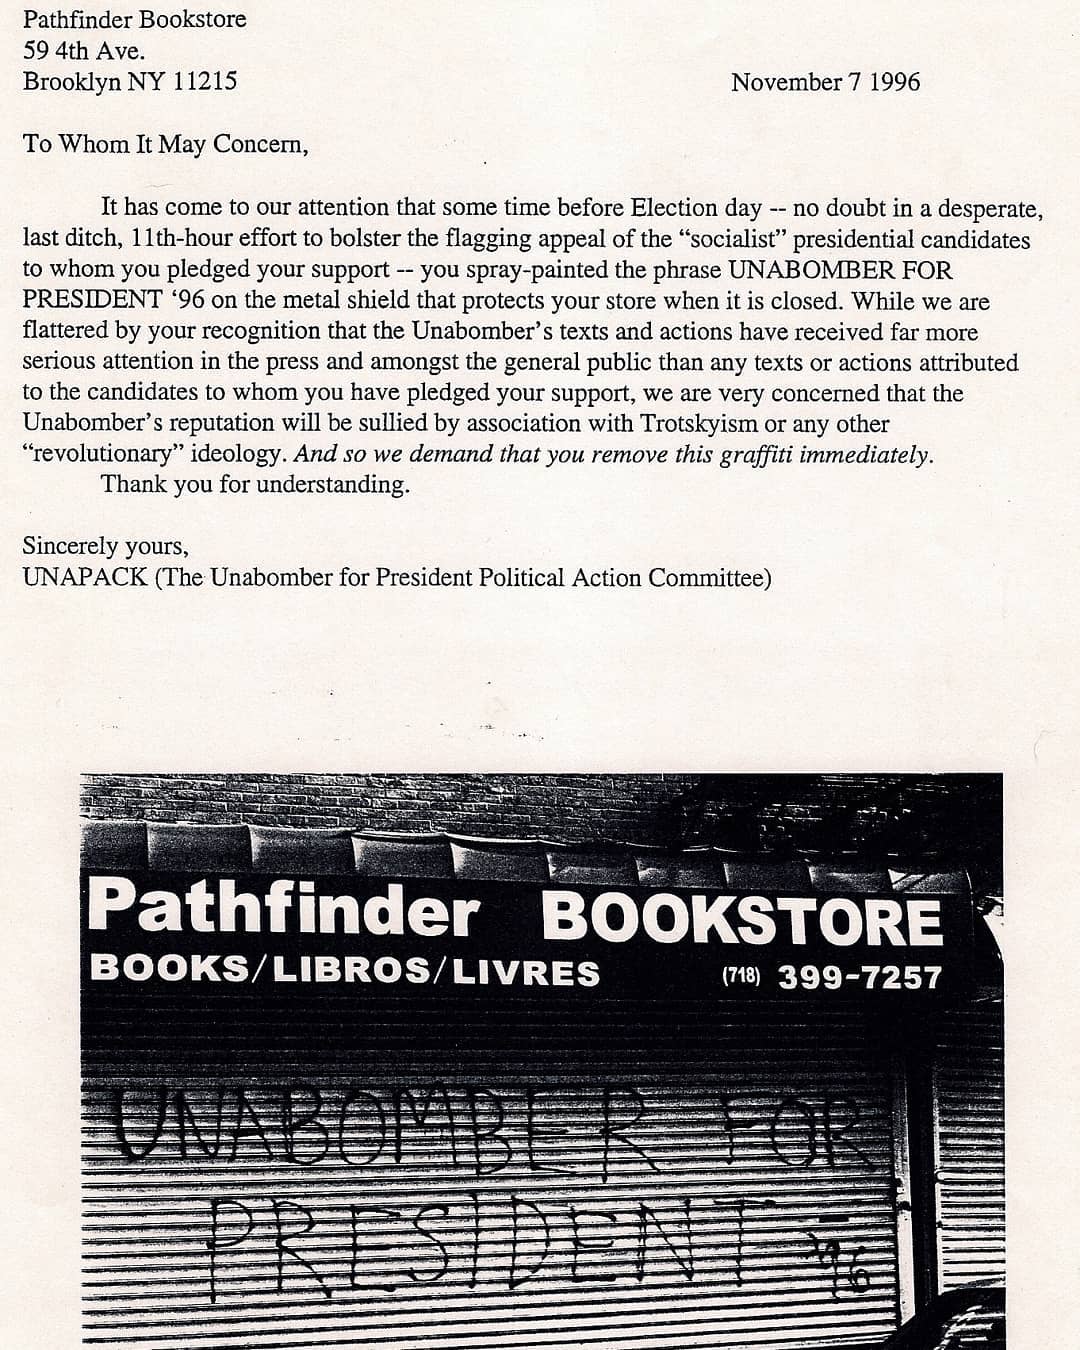 Pathfinder Bookstore
59 4th Ave.
Brooklyn NY 11215 November 7 1996
To Whom It May Concern,
It has come to our attention that some time before Election day -- no doubt in a desperate,
last ditch, 11th-hour effort to bolster the flagging appeal of the “socialist” presidential candidates
to whom you pledged your support -- you spray-painted the phrase UNABOMBER FOR
PRESIDENT ‘96 on the metal shield that protects your store when it is closed. While we are
flattered by your recognition that the Unabomber’s texts and actions have received far more
serious attention in the press and amongst the general public than any texts or actions attributed
to the candidates to whom you have pledged your support, we are very concerned that the
Unabomber’s reputation will be sullied by association with Trotskyism or any other
“revolutionary” ideology. And so we demand that you remove this graffiti immediately.
Thank you for understanding.
Sincerely yours,
UNAPACK (The Unabomber for President Political Action Committee)
Pathfinder BOOKSTORE
BOOKS/LIBROS/LIVRES (718) 399-7257
UNABOMBER FOR
PRESIDENT '96